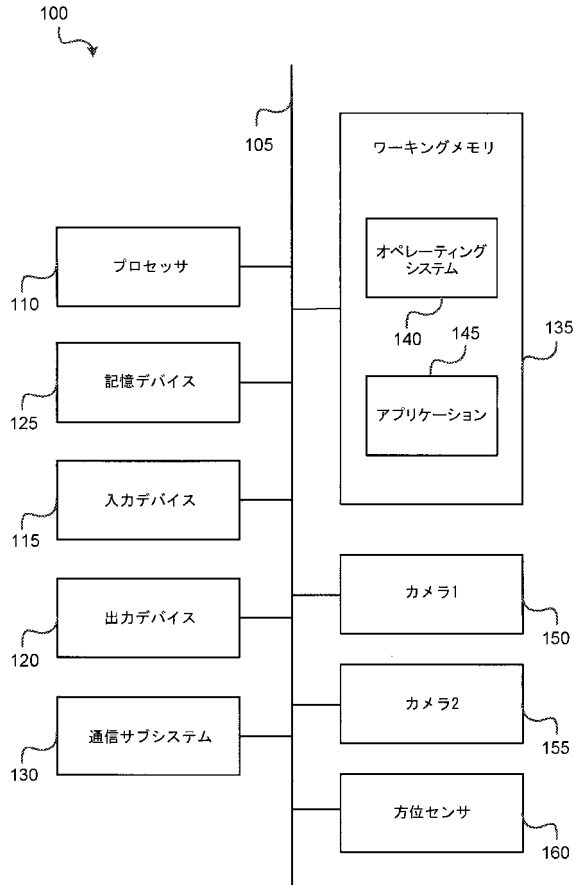 100
105
ワーキングメモリ
オペレーティング
システム
140
145
アプリケーション
135
プロセッサ
110
記憶デバイス
125
入力デバイス
115
出力デバイス
120
通信サブシステム
130
カメラ1
150
カメラ2
155
方位センサ
160